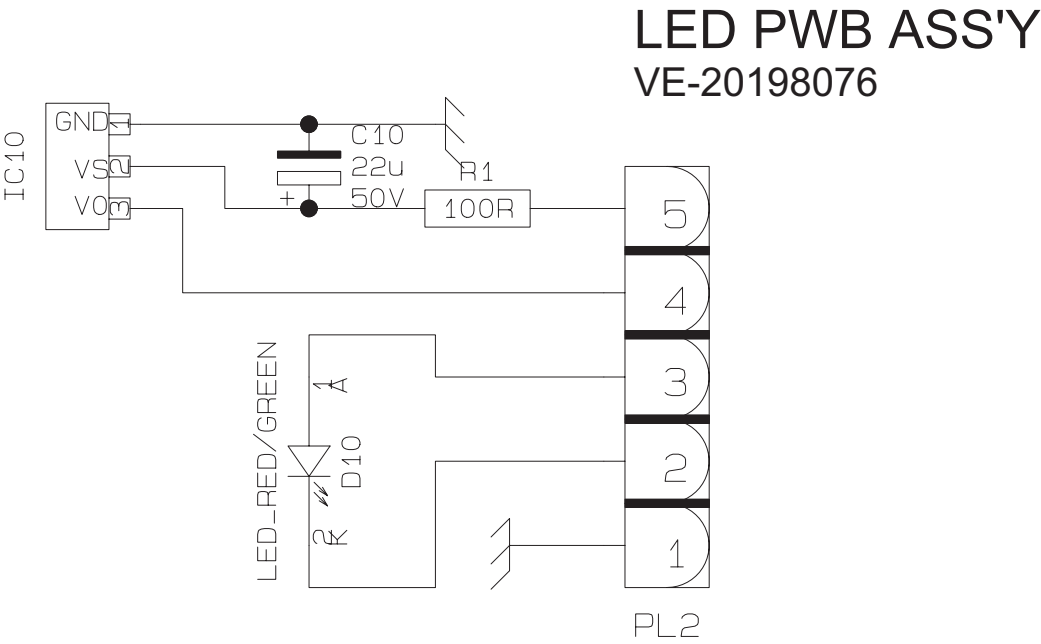 LED PWB ASS'Y
VE-20198076
IC10
GND 1
VS 2
VO 3
C10
22u
50V
+
R1
100R
5
4
3
2
1
PL2
LED_RED/GREEN
1 A
D10
2 K